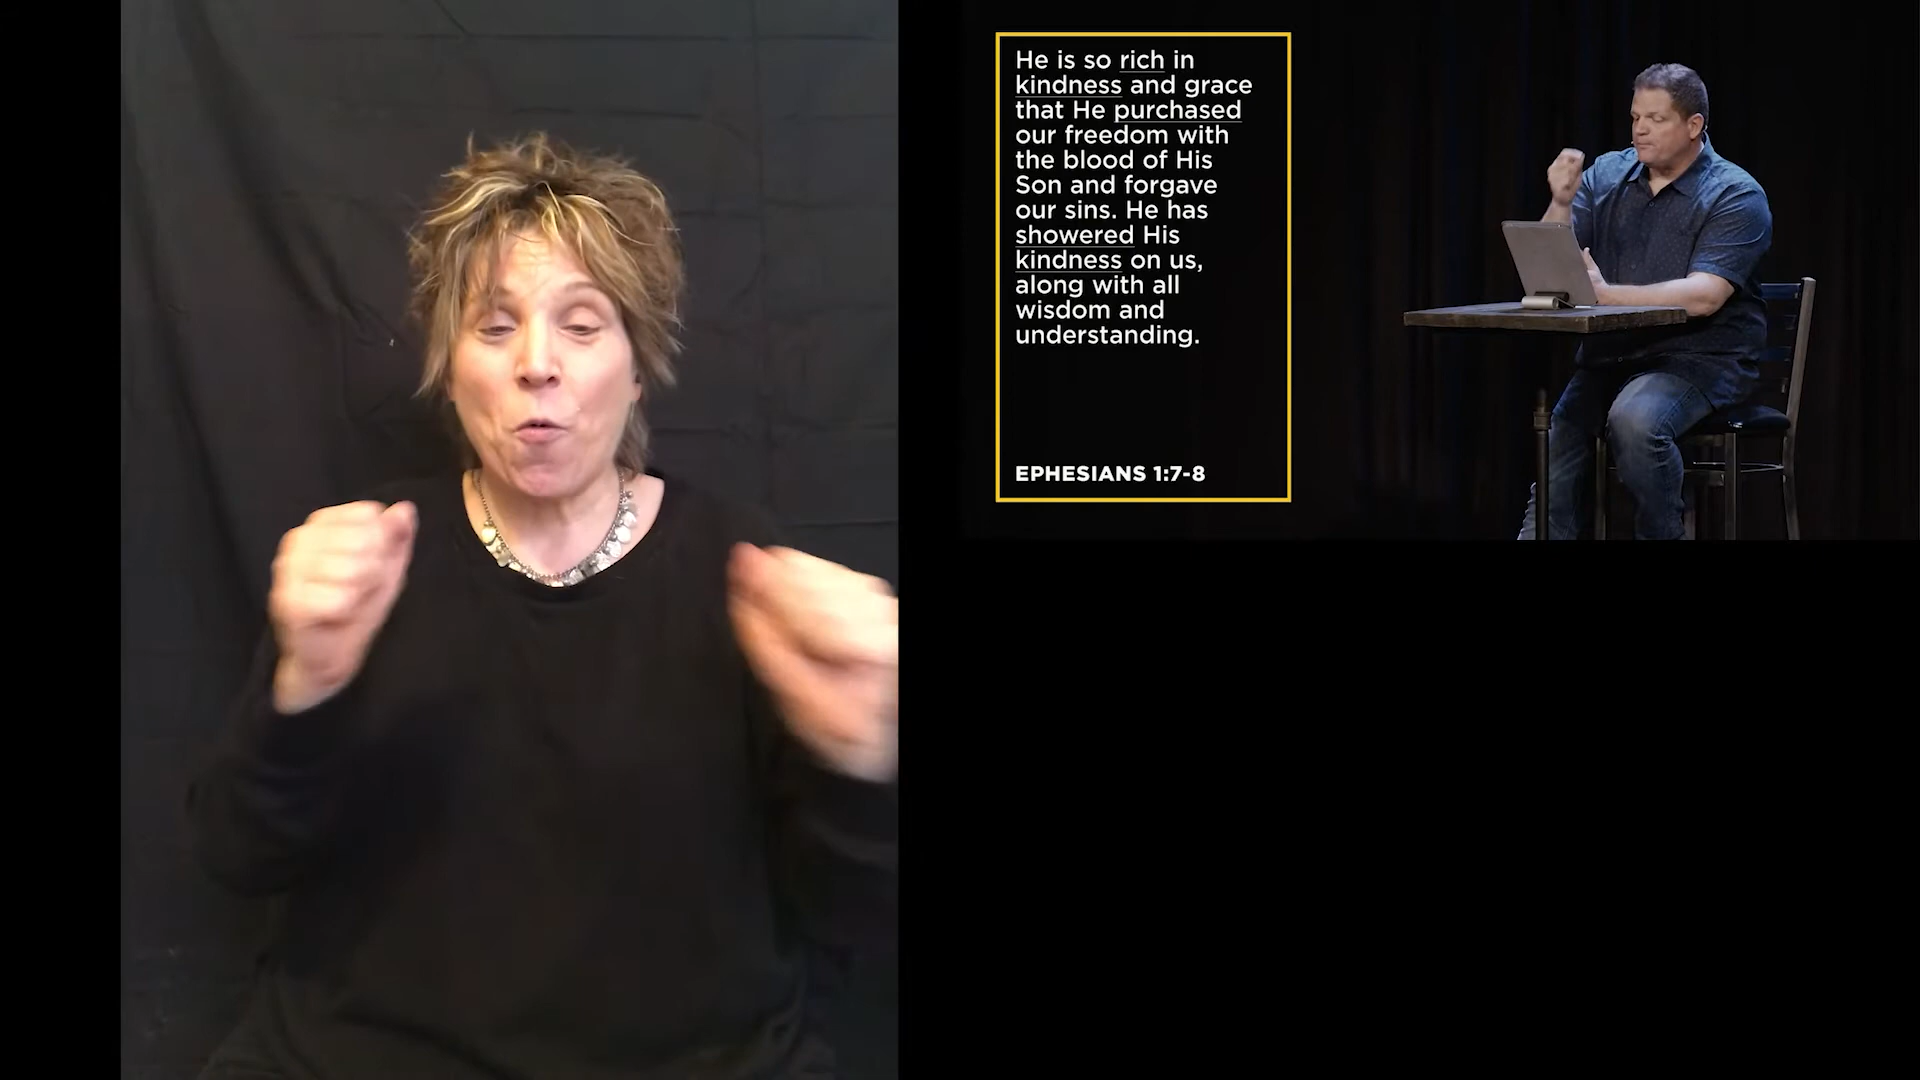 He is so rich in
kindness and grace
that He purchased
our freedom with
the blood of His
Son and forgave
our sins. He has
showered His
kindness on us,
along with all
wisdom and
understanding.
EPHESIANS 1:7-8